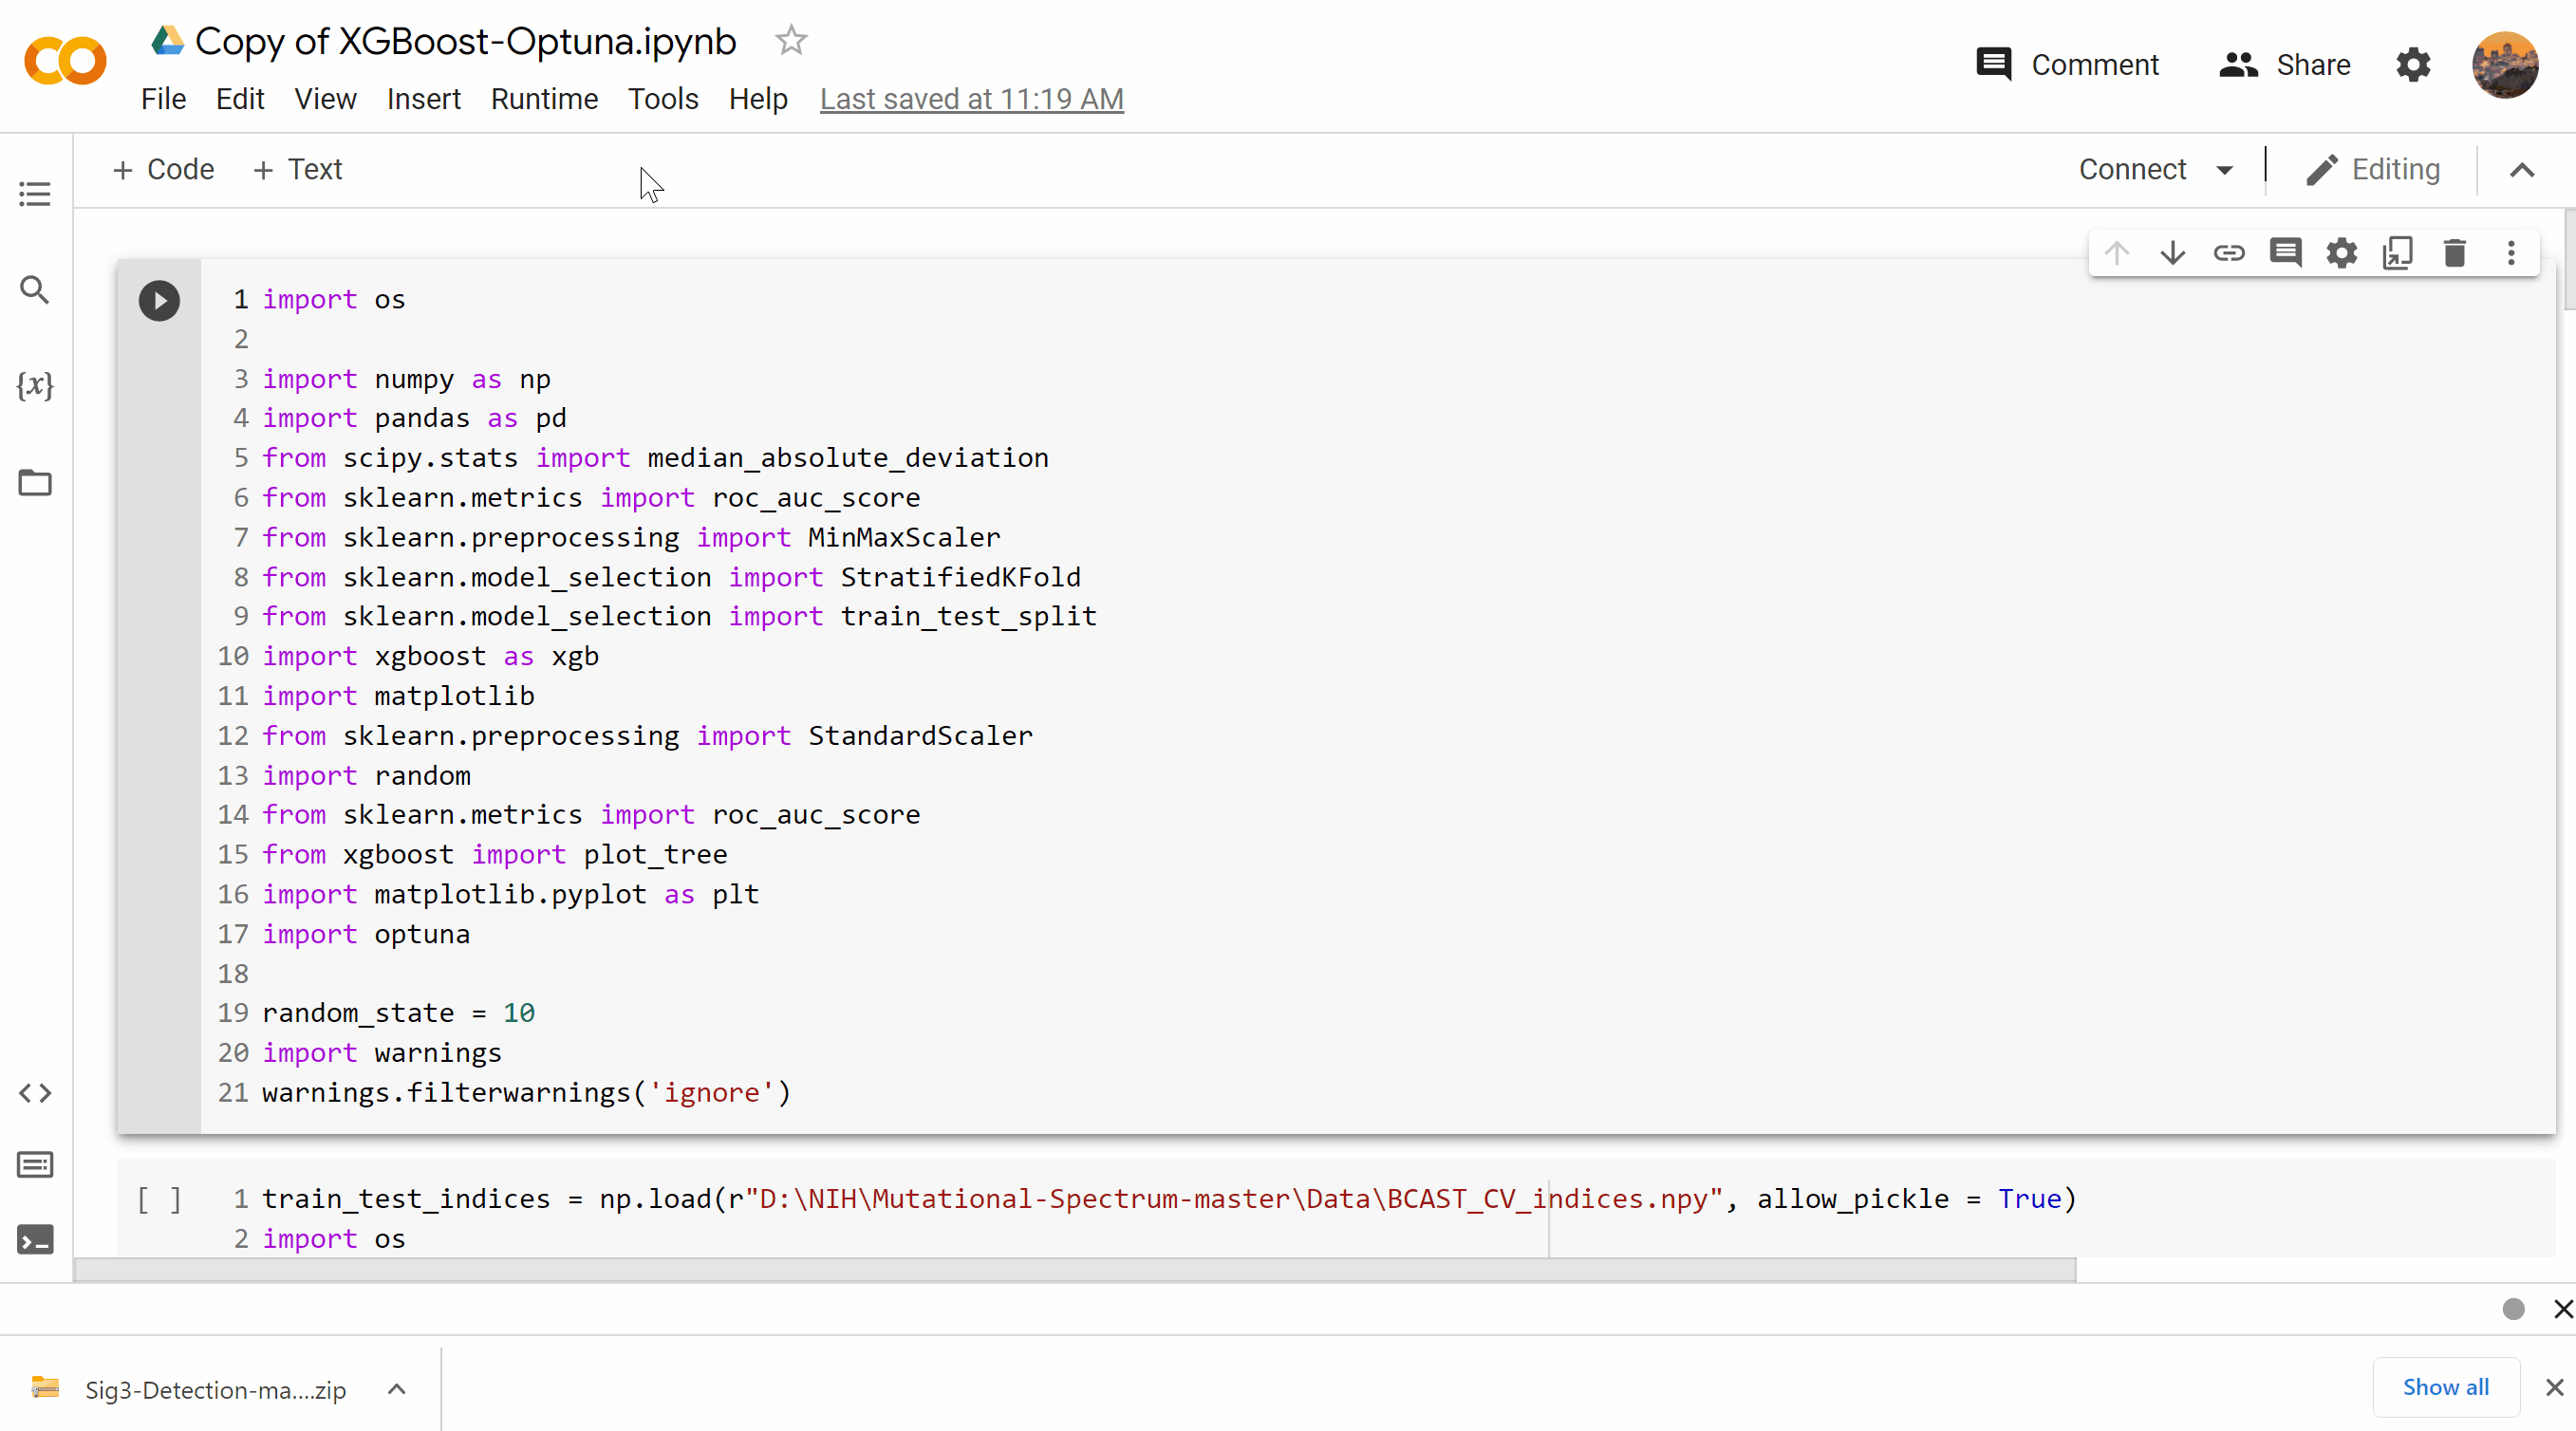 Copy of XGBoost-Optuna.ipynb
File Edit View Insert Runtime Tools Help Last saved at 11:19 AM
Comment Share
+ Code + Text
Connect Editing
1 import os
2
3 import numpy as np
4 import pandas as pd
5 from scipy.stats import median_absolute_deviation
6 from sklearn.metrics import roc_auc_score
7 from sklearn.preprocessing import MinMaxScaler
8 from sklearn.model_selection import StratifiedKFold
9 from sklearn.model_selection import train_test_split
10 import xgboost as xgb
11 import matplotlib
12 from sklearn.preprocessing import StandardScaler
13 import random
14 from sklearn.metrics import roc_auc_score
15 from xgboost import plot_tree
16 import matplotlib.pyplot as plt
17 import optuna
18
19 random_state = 10
20 import warnings
21 warnings.filterwarnings('ignore')
[ ] 1 train_test_indices = np.load(r"D:\NIH\Mutational-Spectrum-master\Data\BCAST_CV_indices.npy", allow_pickle = True)
2 import os
Sig3-Detection-ma....zip
Show all